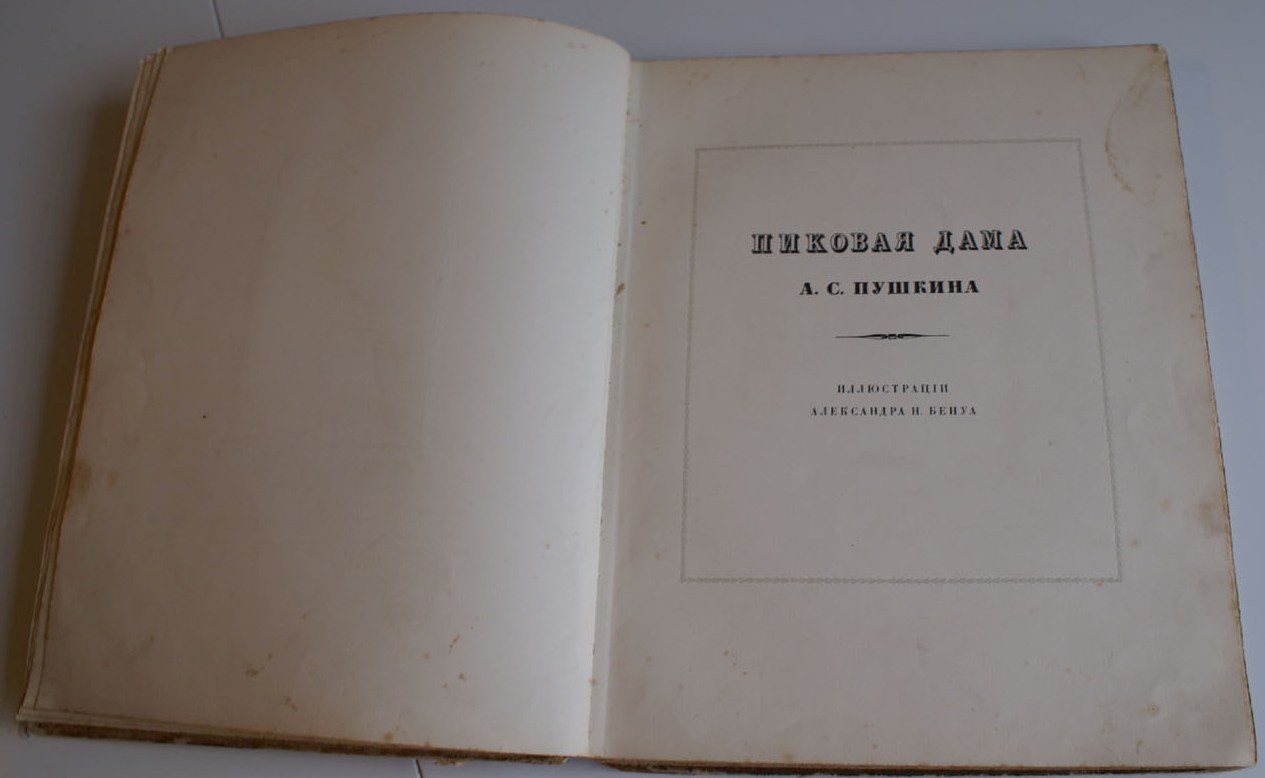 ПИКОВАЯ ДАМА
А. С. ПУШКИНА
ИЛЛЮСТРАЦІИ
АЛЕКСАНДРА Н. БЕНУА